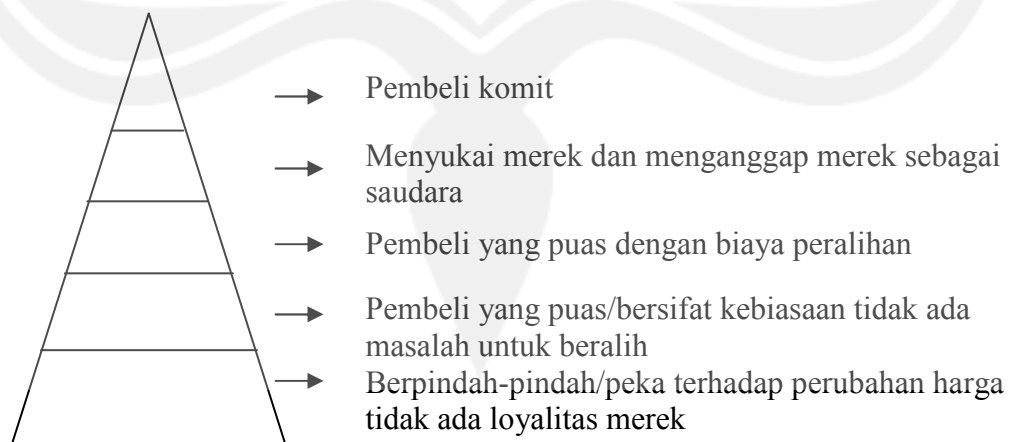 Pembeli komit
Menyukai merek dan menganggap merek sebagai
saudara
Pembeli yang puas dengan biaya peralihan
Pembeli yang puas/bersifat kebiasaan tidak ada
masalah untuk beralih
Berpindah-pindah/peka terhadap perubahan harga
tidak ada loyalitas merek